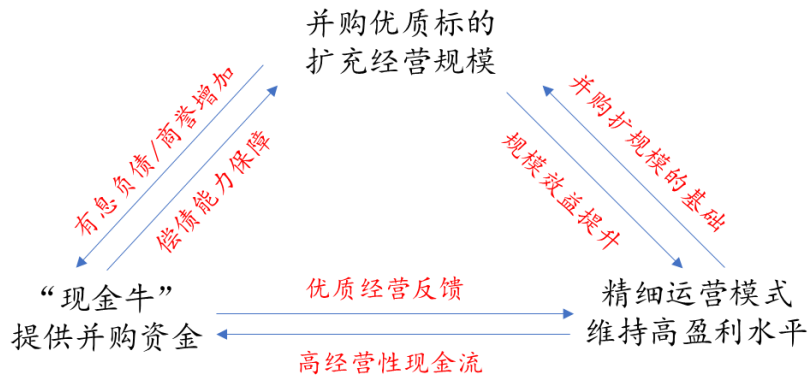 并购优质标的
扩充经营规模
有息负债/商誉增加
偿债能力保障
并购扩规模的基础
规模效益提升
“现金牛”
提供并购资金
优质经营反馈
高经营性现金流
精细运营模式
维持高盈利水平